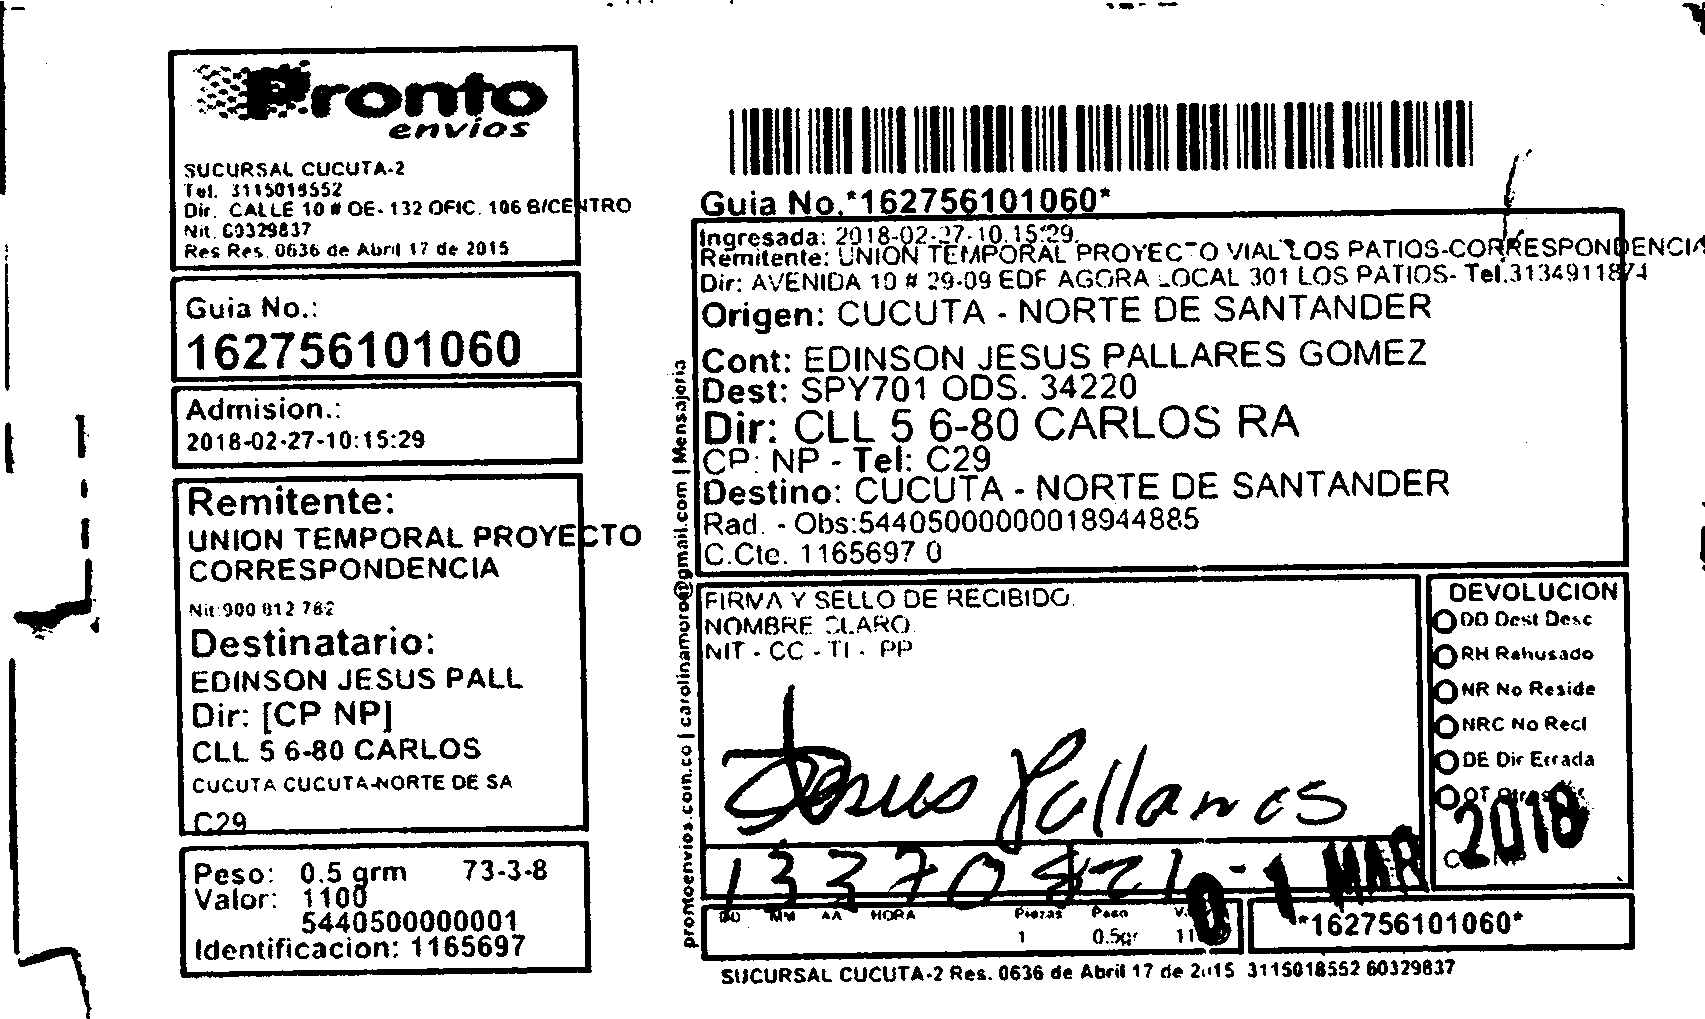 Pronto
envios
SUCURSAL CUCUTA-2
Tel. 3115018552
Dir. CALLE 10 # OE- 132 OFIC. 106 B/CENTRO
Nit. 60329837
Res Res. 0636 de Abril 17 de 2015
Guia No.:
162756101060
Admision.:
2018-02-27-10:15:29
Remitente:
UNION TEMPORAL PROYECTO
CORRESPONDENCIA
Nit:900 812 782
Destinatario:
EDINSON JESUS PALL
Dir: [CP NP]
CLL 5 6-80 CARLOS
CUCUTA CUCUTA-NORTE DE SA
C29
Peso: 0.5 grm 73-3-8
Valor: 1100
5440500000001
Identificacion: 1165697
prontoenvios.com.co | carolinamoro@gmail.com | Mensajeria
Guia No.*162756101060*
Ingresada: 2018-02-27-10.15:29.
Remitente: UNION TEMPORAL PROYECTO VIAL LOS PATIOS-CORRESPONDENCIA
Dir: AVENIDA 10 # 29-09 EDF AGORA LOCAL 301 LOS PATIOS- Tel.3134911874
Origen: CUCUTA - NORTE DE SANTANDER
Cont: EDINSON JESUS PALLARES GOMEZ
Dest: SPY701 ODS. 34220
Dir: CLL 5 6-80 CARLOS RA
CP: NP - Tel: C29
Destino: CUCUTA - NORTE DE SANTANDER
Rad. - Obs:54405000000018944885
C.Cte. 1165697 0
FIRMA Y SELLO DE RECIBIDO.
NOMBRE CLARO
NIT - CC - TI - PP
Jesus Pallares
13370821
0-1 MAR 2018
DD MM AA HORA Piezas Peso
1 0.5gr
DEVOLUCION
DD Dest Desc
RH Rehusado
NR No Reside
NRC No Recl
DE Dir Errada
OT
*162756101060*
SUCURSAL CUCUTA-2 Res. 0636 de Abril 17 de 2015 3115018552 60329837